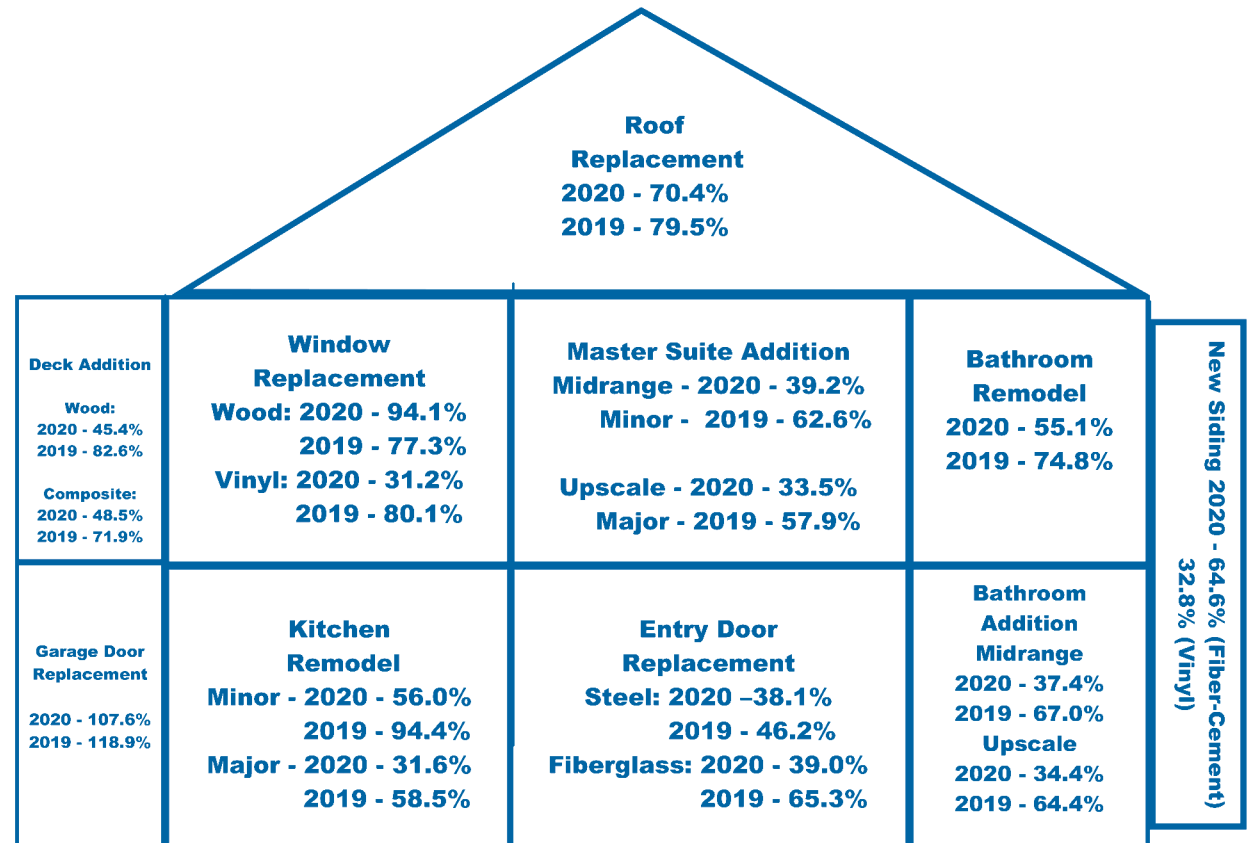 Roof
Replacement
2020 - 70.4%
2019 - 79.5%
Deck Addition
Wood:
2020 - 45.4%
2019 - 82.6%
Composite:
2020 - 48.5%
2019 - 71.9%
Window
Replacement
Wood: 2020 - 94.1%
2019 - 77.3%
Vinyl: 2020 - 31.2%
2019 - 80.1%
Master Suite Addition
Midrange - 2020 - 39.2%
Minor -  2019 - 62.6%
Upscale - 2020 - 33.5%
Major - 2019 - 57.9%
Bathroom
Remodel
2020 - 55.1%
2019 - 74.8%
New Siding 2020 - 64.6% (Fiber-Cement)
32.8% (Vinyl)
Garage Door
Replacement
2020 - 107.6%
2019 - 118.9%
Kitchen
Remodel
Minor - 2020 - 56.0%
2019 - 94.4%
Major - 2020 - 31.6%
2019 - 58.5%
Entry Door
Replacement
Steel: 2020 –38.1%
2019 - 46.2%
Fiberglass: 2020 - 39.0%
2019 - 65.3%
Bathroom
Addition
Midrange
2020 - 37.4%
2019 - 67.0%
Upscale
2020 - 34.4%
2019 - 64.4%